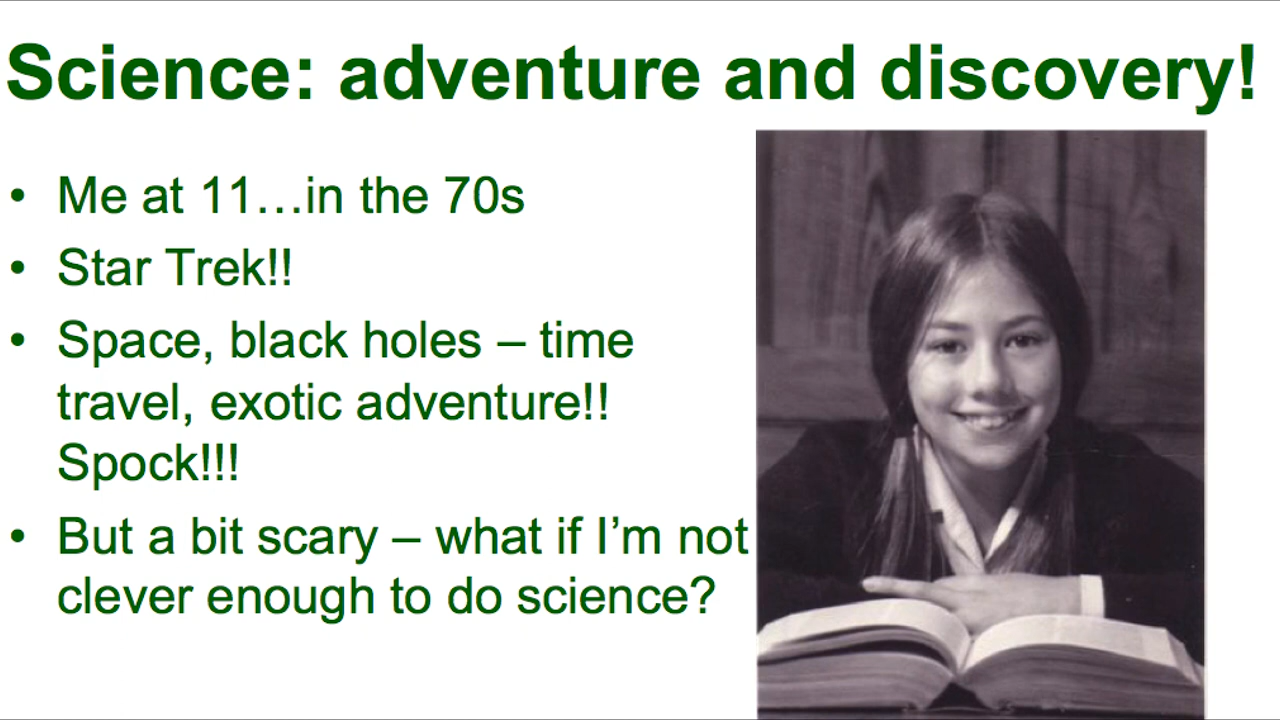 Science: adventure and discovery!
• Me at 11…in the 70s
• Star Trek!!
• Space, black holes – time
travel, exotic adventure!!
Spock!!!
• But a bit scary – what if I’m not
clever enough to do science?